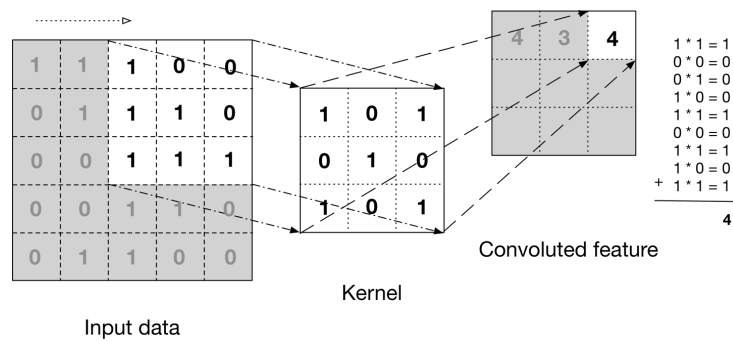 1 1 1 0 0
0 1 1 1 0
0 0 1 1 1
0 0 1 1 0
0 1 1 0 0
Input data
1 0 1
0 1 0
1 0 1
Kernel
4 3 4
Convoluted feature
1 * 1 = 1
0 * 0 = 0
0 * 1 = 0
1 * 0 = 0
1 * 1 = 1
0 * 0 = 0
1 * 1 = 1
1 * 0 = 0
+ 1 * 1 = 1
4